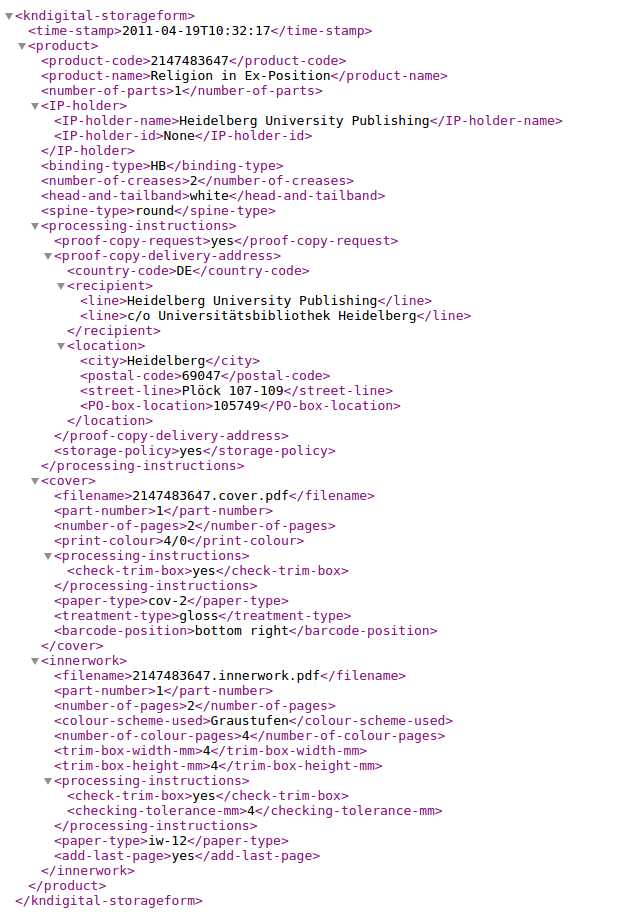 <kndigital-storageform>
<time-stamp>2011-04-19T10:32:17</time-stamp>
<product>
<product-code>2147483647</product-code>
<product-name>Religion in Ex-Position</product-name>
<number-of-parts>1</number-of-parts>
<IP-holder>
<IP-holder-name>Heidelberg University Publishing</IP-holder-name>
<IP-holder-id>None</IP-holder-id>
</IP-holder>
<binding-type>HB</binding-type>
<number-of-creases>2</number-of-creases>
<head-and-tailband>white</head-and-tailband>
<spine-type>round</spine-type>
<processing-instructions>
<proof-copy-request>yes</proof-copy-request>
<proof-copy-delivery-address>
<country-code>DE</country-code>
<recipient>
<line>Heidelberg University Publishing</line>
<line>c/o Universitätsbibliothek Heidelberg</line>
</recipient>
<location>
<city>Heidelberg</city>
<postal-code>69047</postal-code>
<street-line>Plöck 107-109</street-line>
<PO-box-location>105749</PO-box-location>
</location>
</proof-copy-delivery-address>
<storage-policy>yes</storage-policy>
</processing-instructions>
<cover>
<filename>2147483647.cover.pdf</filename>
<part-number>1</part-number>
<number-of-pages>2</number-of-pages>
<print-colour>4/0</print-colour>
<processing-instructions>
<check-trim-box>yes</check-trim-box>
</processing-instructions>
<paper-type>cov-2</paper-type>
<treatment-type>gloss</treatment-type>
<barcode-position>bottom right</barcode-position>
</cover>
<innerwork>
<filename>2147483647.innerwork.pdf</filename>
<part-number>1</part-number>
<number-of-pages>2</number-of-pages>
<colour-scheme-used>Graustufen</colour-scheme-used>
<number-of-colour-pages>4</number-of-colour-pages>
<trim-box-width-mm>4</trim-box-width-mm>
<trim-box-height-mm>4</trim-box-height-mm>
<processing-instructions>
<check-trim-box>yes</check-trim-box>
<checking-tolerance-mm>4</checking-tolerance-mm>
</processing-instructions>
<paper-type>iw-12</paper-type>
<add-last-page>yes</add-last-page>
</innerwork>
</product>
</kndigital-storageform>